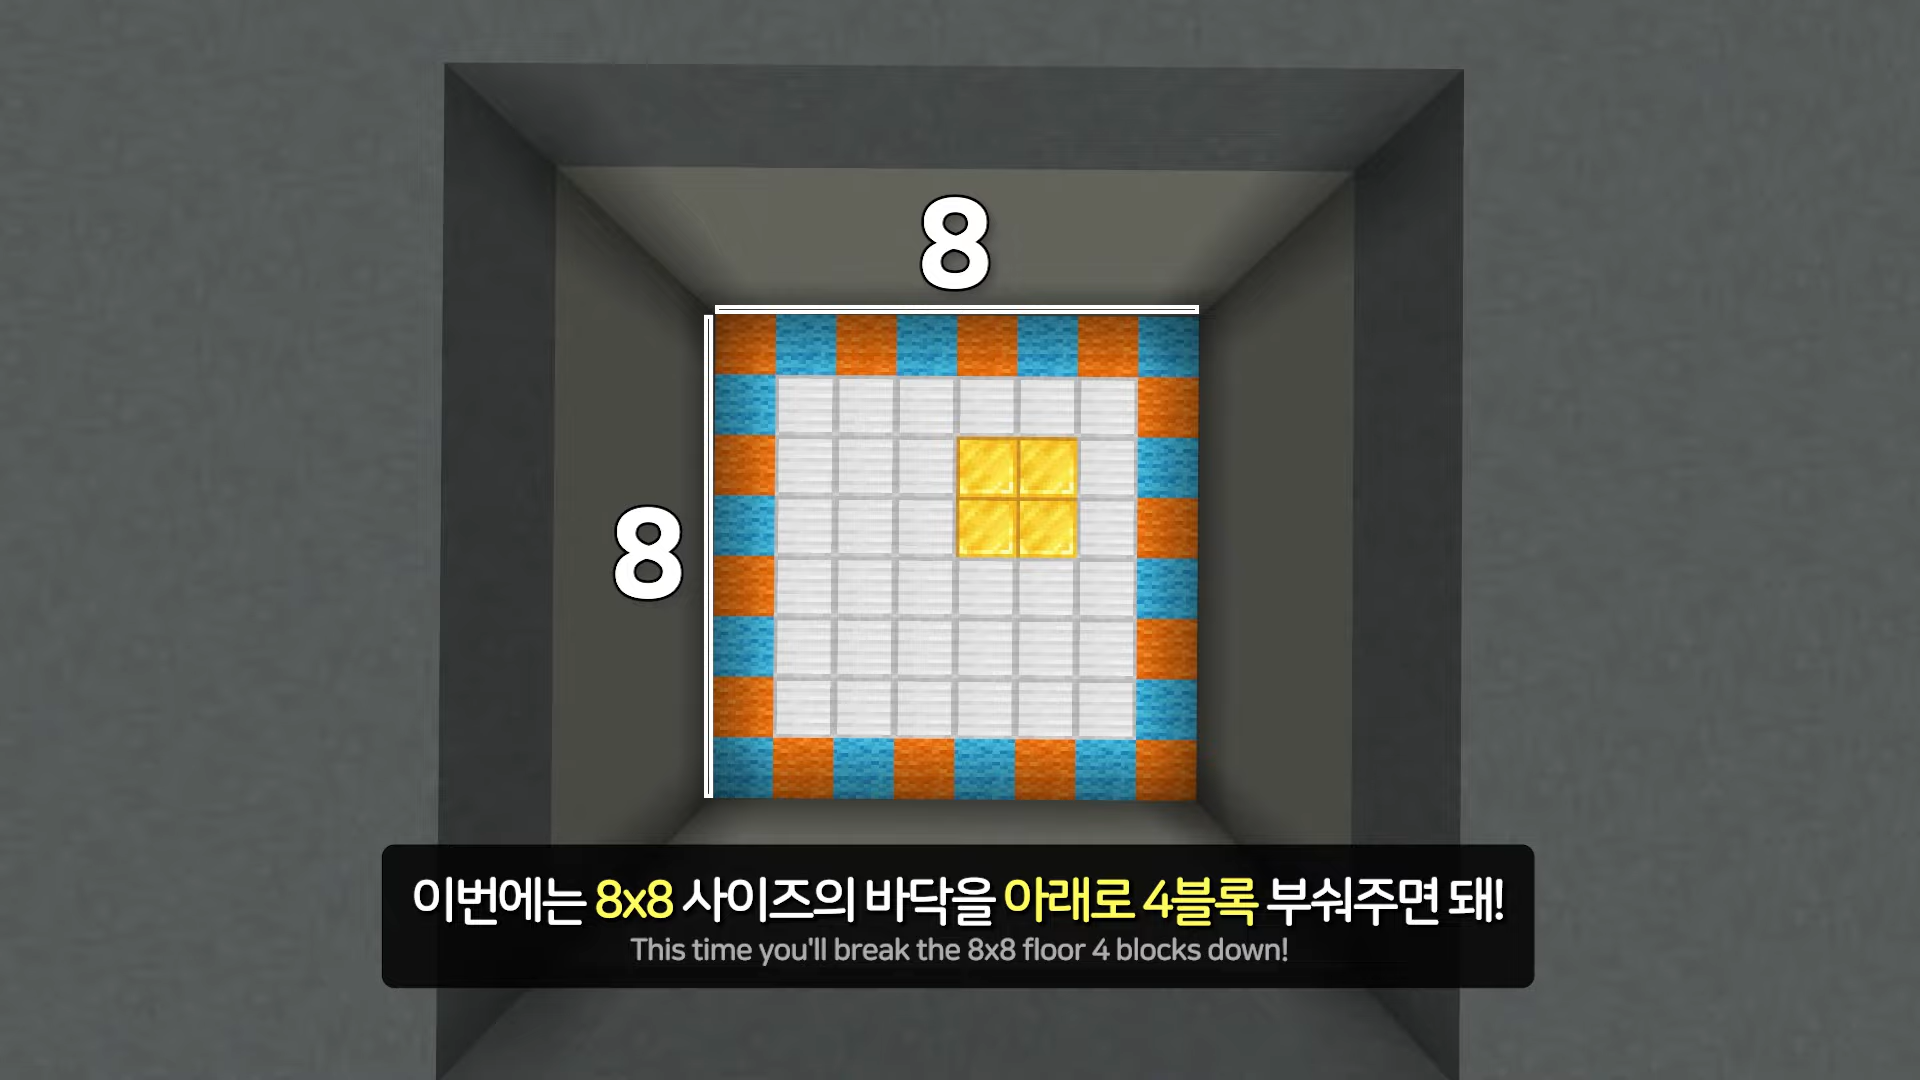 8
8
이번에는 8x8 사이즈의 바닥을 아래로 4블록 부숴주면 돼!
This time you'll break the 8x8 floor 4 blocks down!